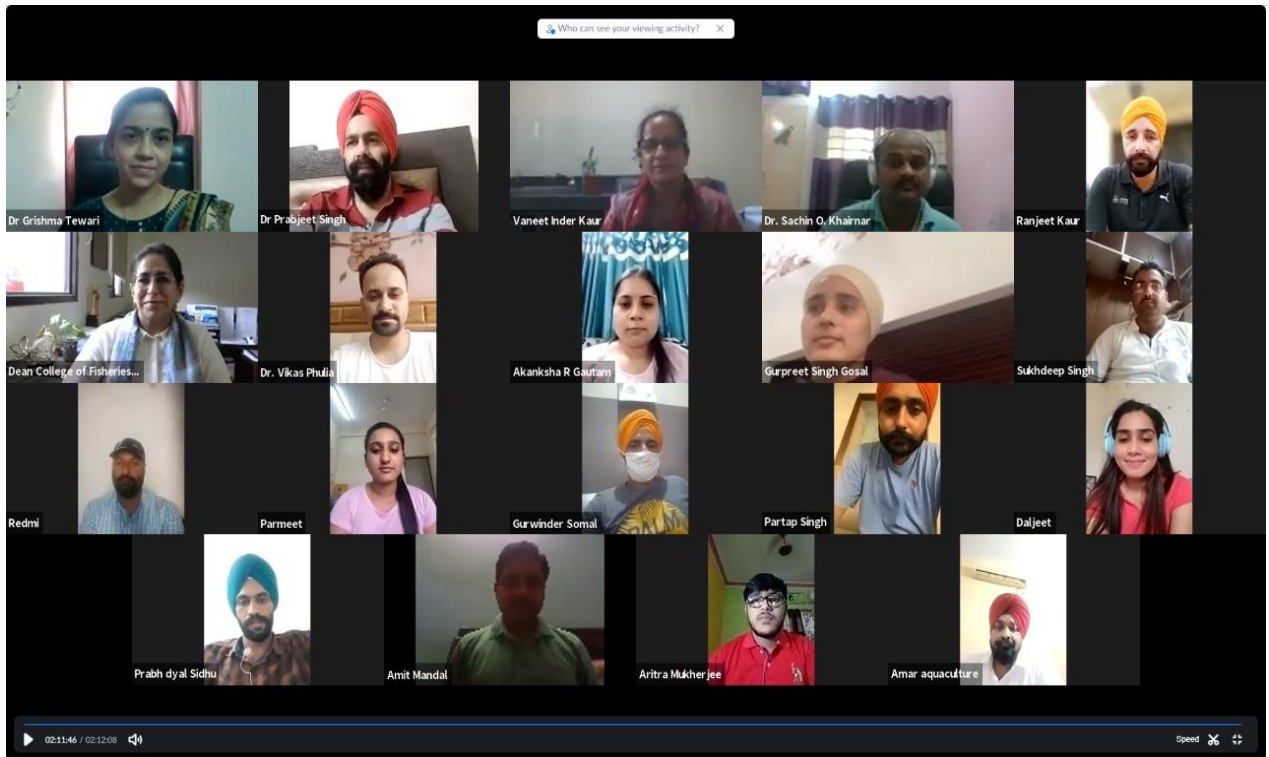 Who can see your viewing activity?
Dr Grishma Tewari
Dr Prabjeet Singh
Vaneet Inder Kaur
Dr. Sachin O. Khairnar
Ranjeet Kaur
Dean College of Fisheries...
Dr. Vikas Phulia
Akanksha R Gautam
Gurpreet Singh Gosal
Sukhdeep Singh
Redmi
Parmeet
Gurwinder Somal
Partap Singh
Daljeet
Prabh dyal Sidhu
Amit Mandal
Aritra Mukherjee
Amar aquaculture
02:11:46 / 02:12:08
Speed